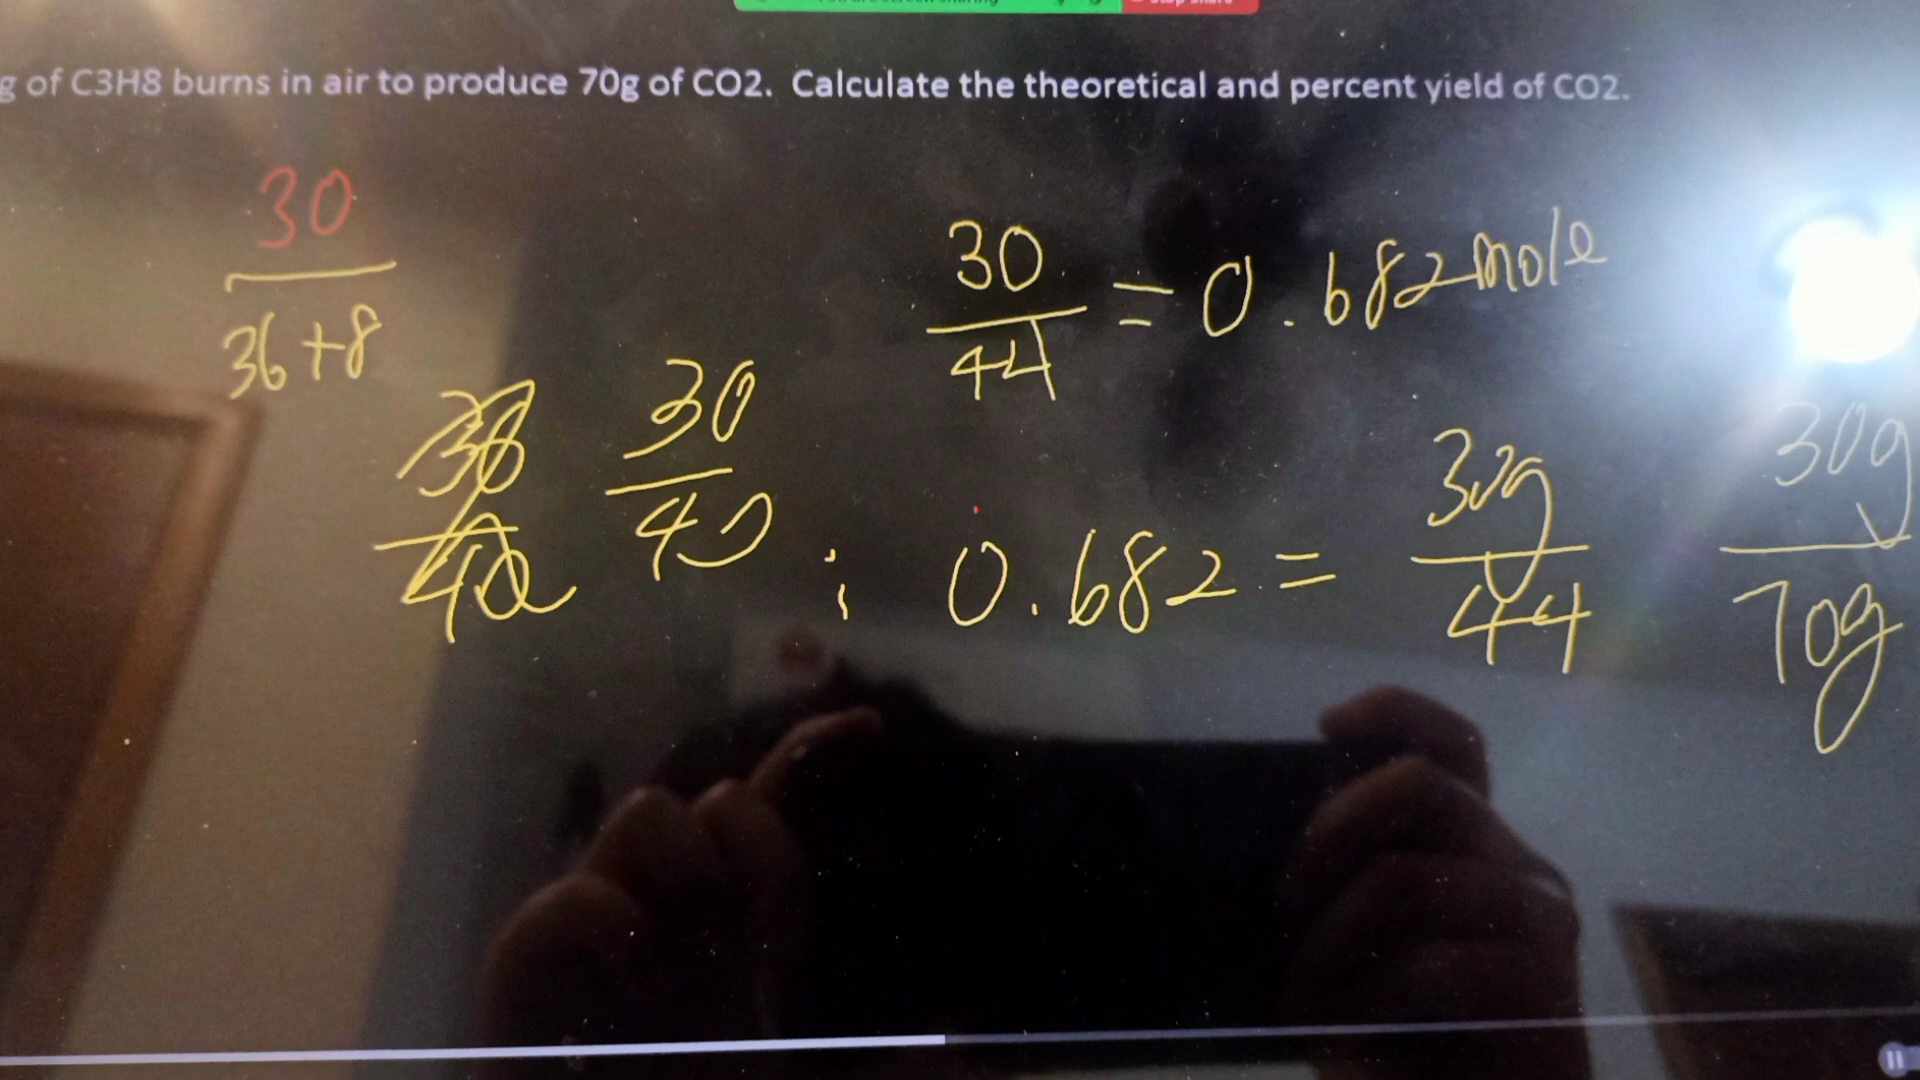 g of C3H8 burns in air to produce 70g of CO2. Calculate the theoretical and percent yield of CO2.
30
36+8
30
44
= 0.682 mole
30
40
; 0.682 =
30g
44
30g
70g